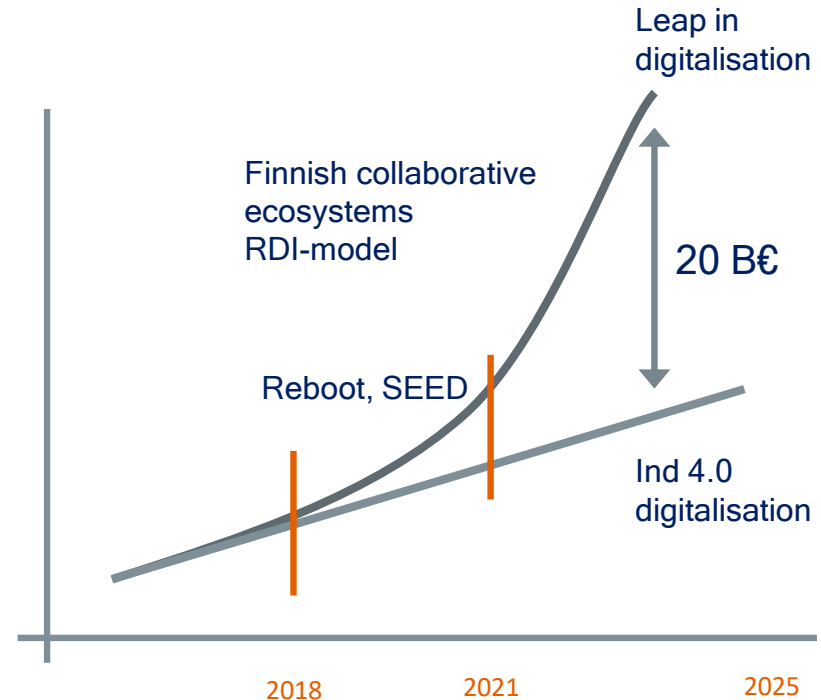 Leap in
digitalisation
Finnish collaborative
ecosystems
RDI-model
20 B€
Reboot, SEED
Ind 4.0
digitalisation
2018
2021
2025